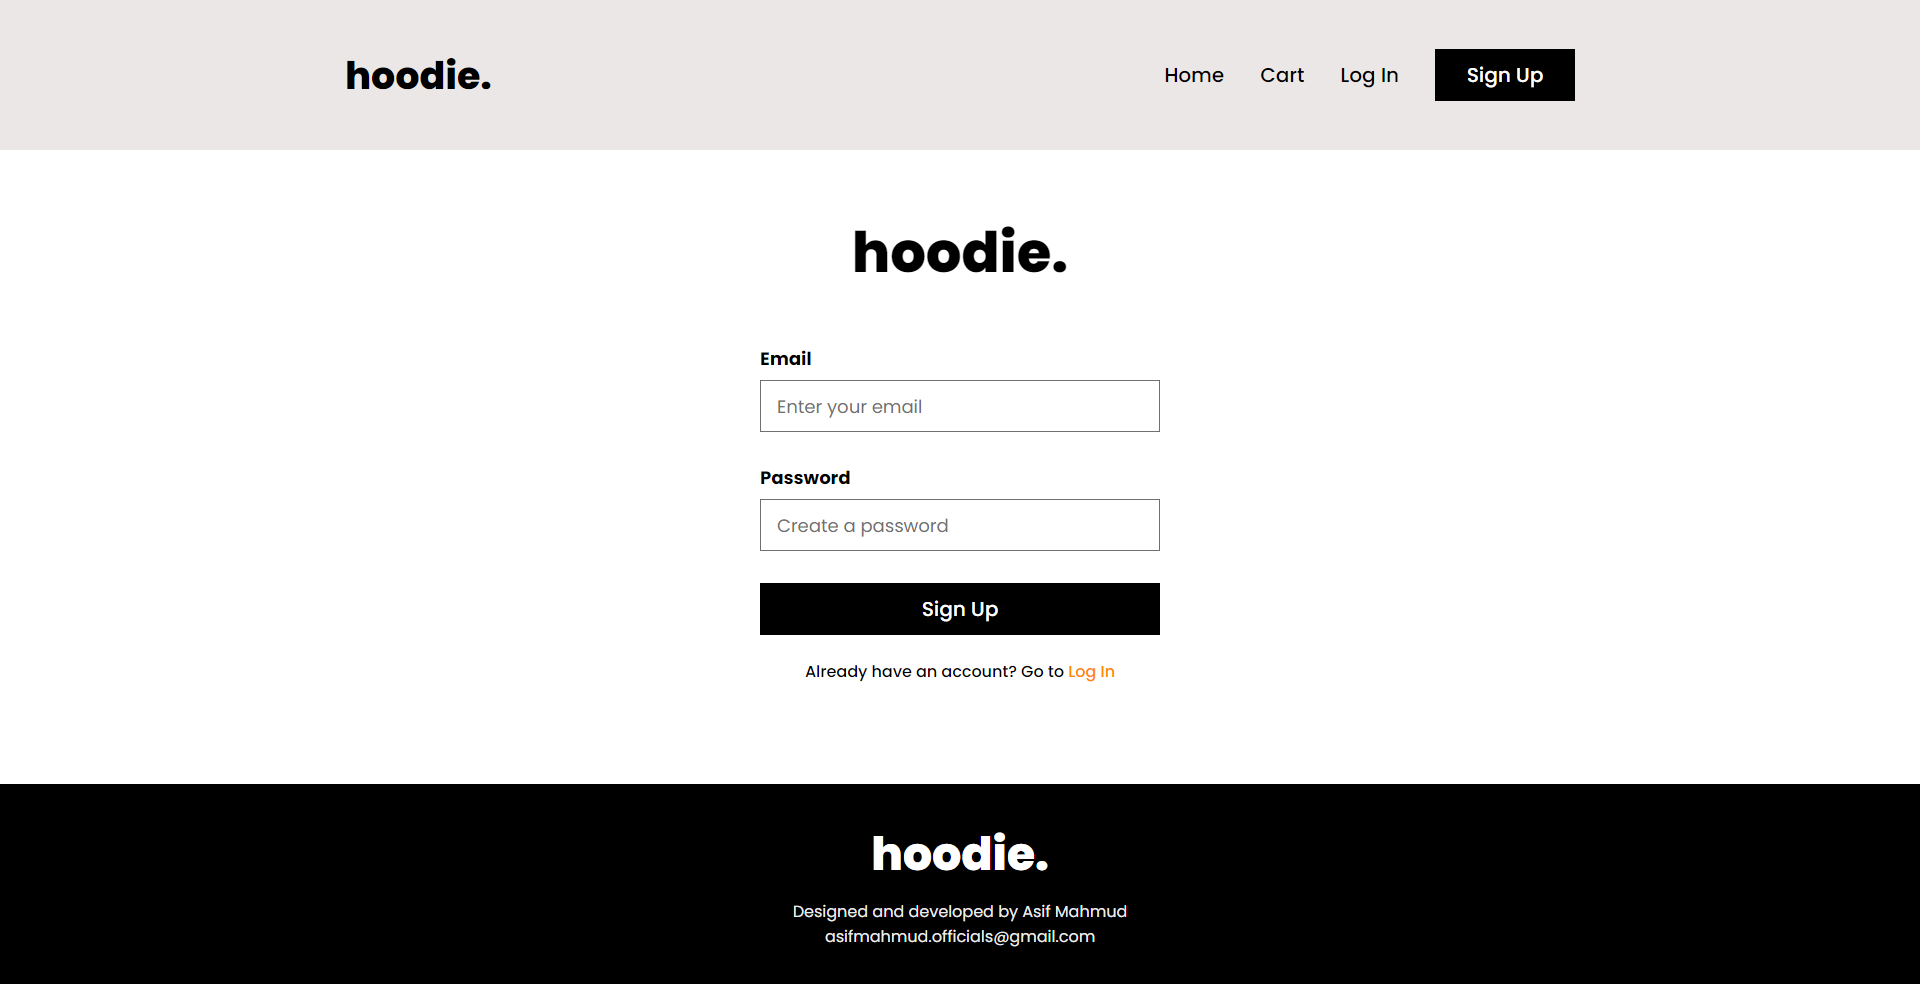 hoodie.
Home Cart Log In Sign Up
hoodie.
Email
Enter your email
Password
Create a password
Sign Up
Already have an account? Go to Log In
hoodie.
Designed and developed by Asif Mahmud
asifmahmud.officials@gmail.com